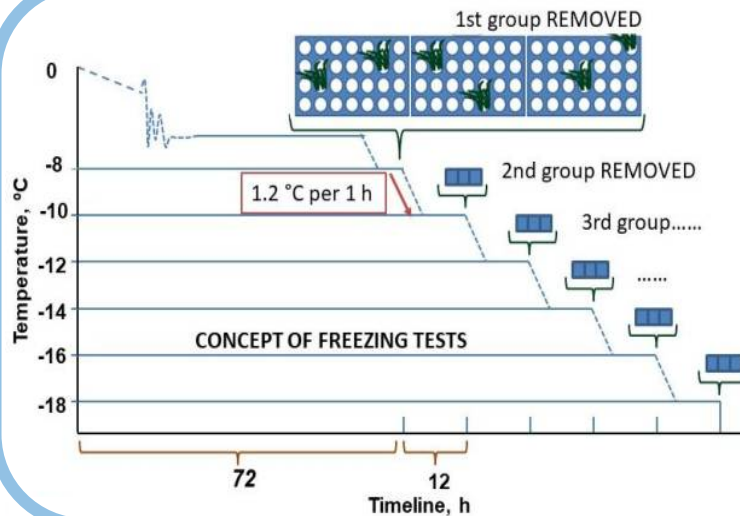 1st group REMOVED
0
-8
2nd group REMOVED
1.2 °C per 1 h
-10
3rd group......
-12
......
-14
CONCEPT OF FREEZING TESTS
-16
-18
Temperature, °C
72
12
Timeline, h